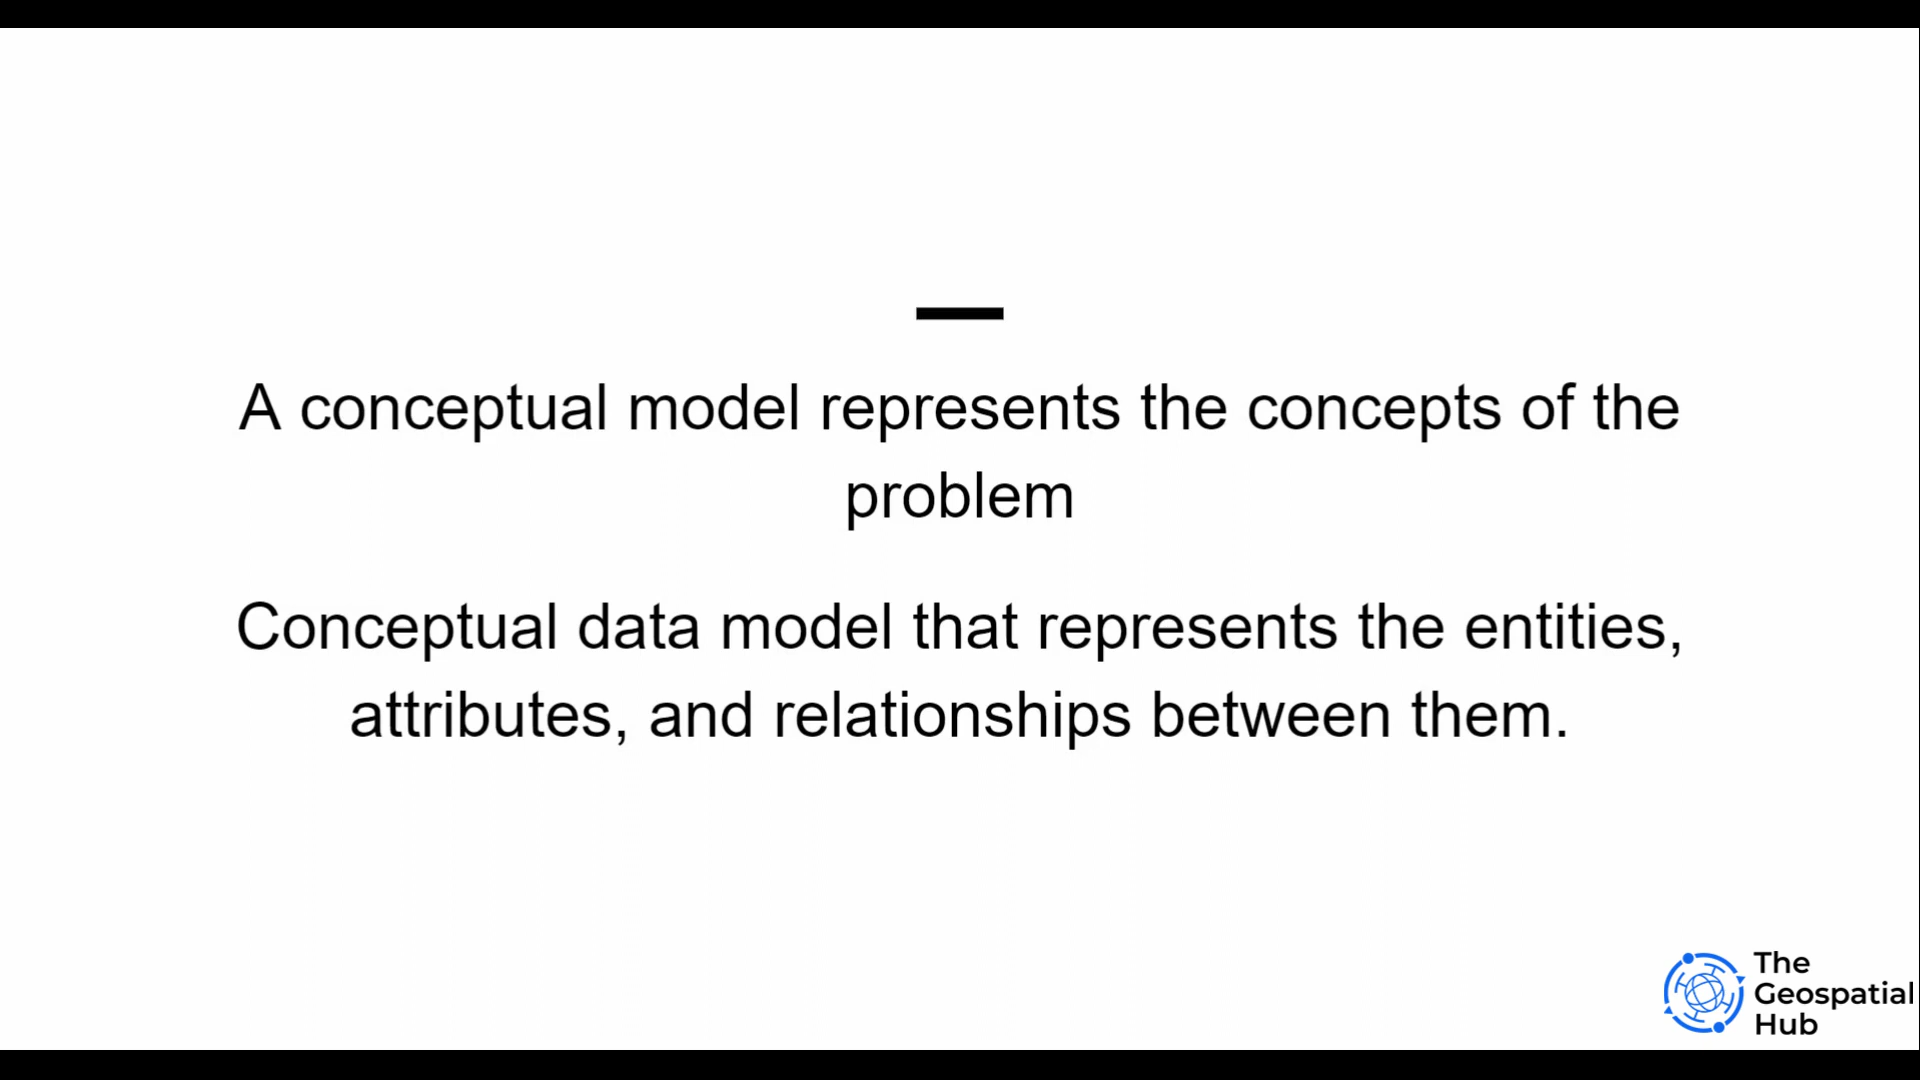 A conceptual model represents the concepts of the
problem
Conceptual data model that represents the entities,
attributes, and relationships between them.
The
Geospatial
Hub